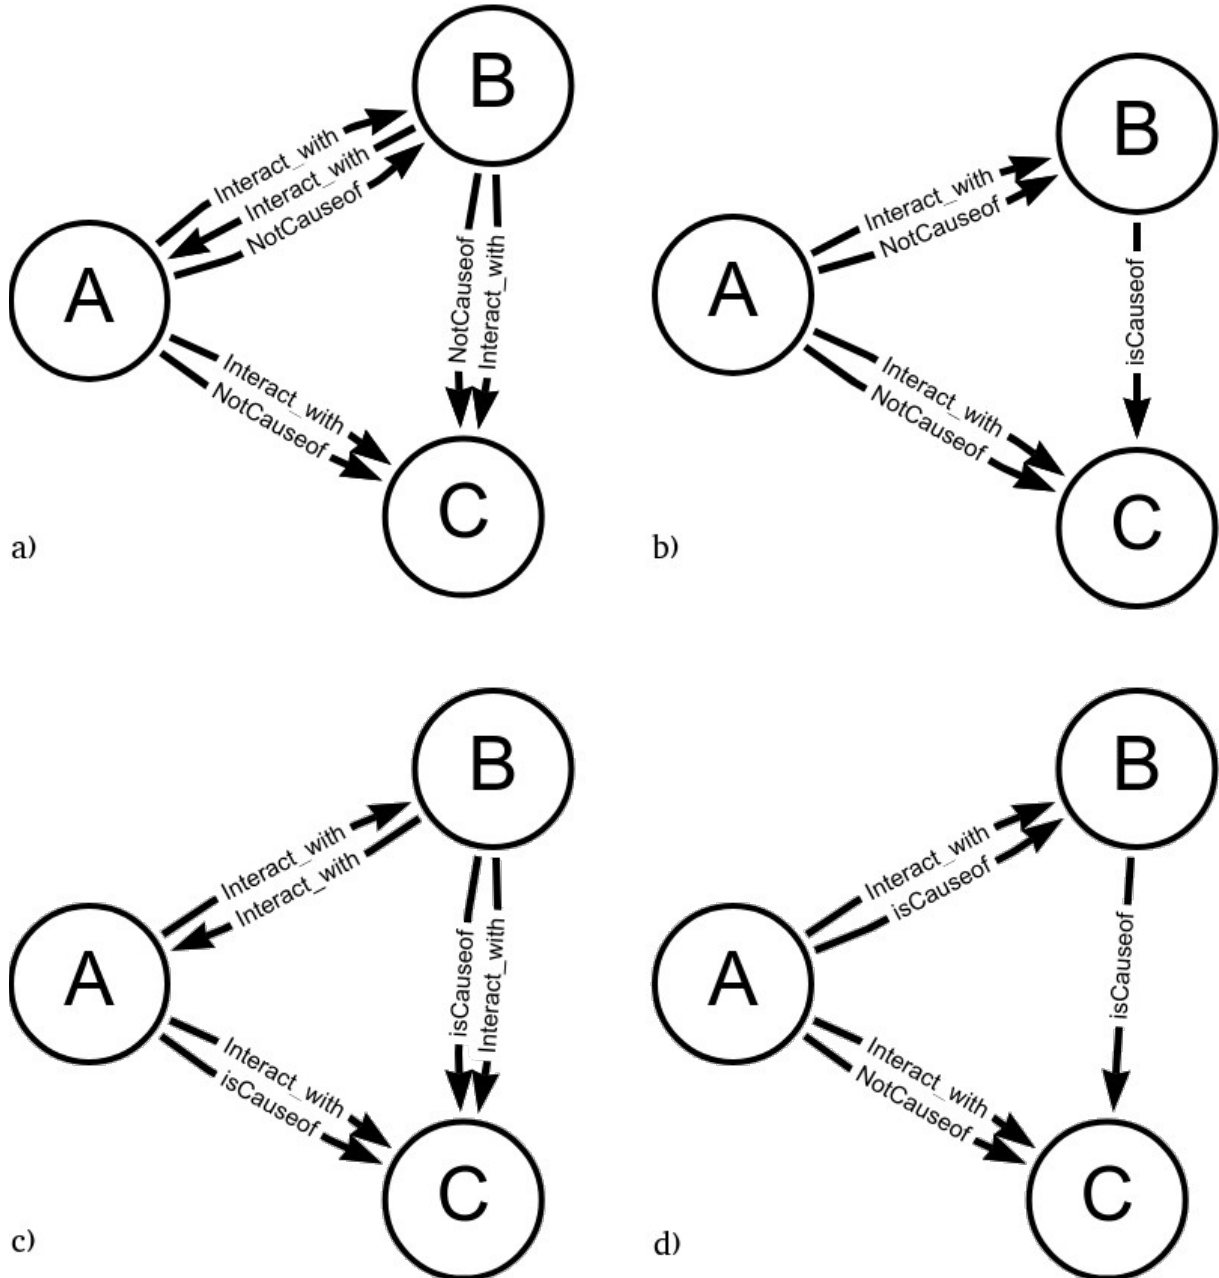 B
Interact_with
Interact_with
NotCauseof
A
NotCauseof
Interact_with
Interact_with
NotCauseof
C
a)
B
Interact_with
NotCauseof
A
isCauseof
Interact_with
NotCauseof
C
b)
B
Interact_with
Interact_with
A
isCauseof
Interact_with
Interact_with
isCauseof
C
c)
B
Interact_with
isCauseof
A
isCauseof
Interact_with
NotCauseof
C
d)